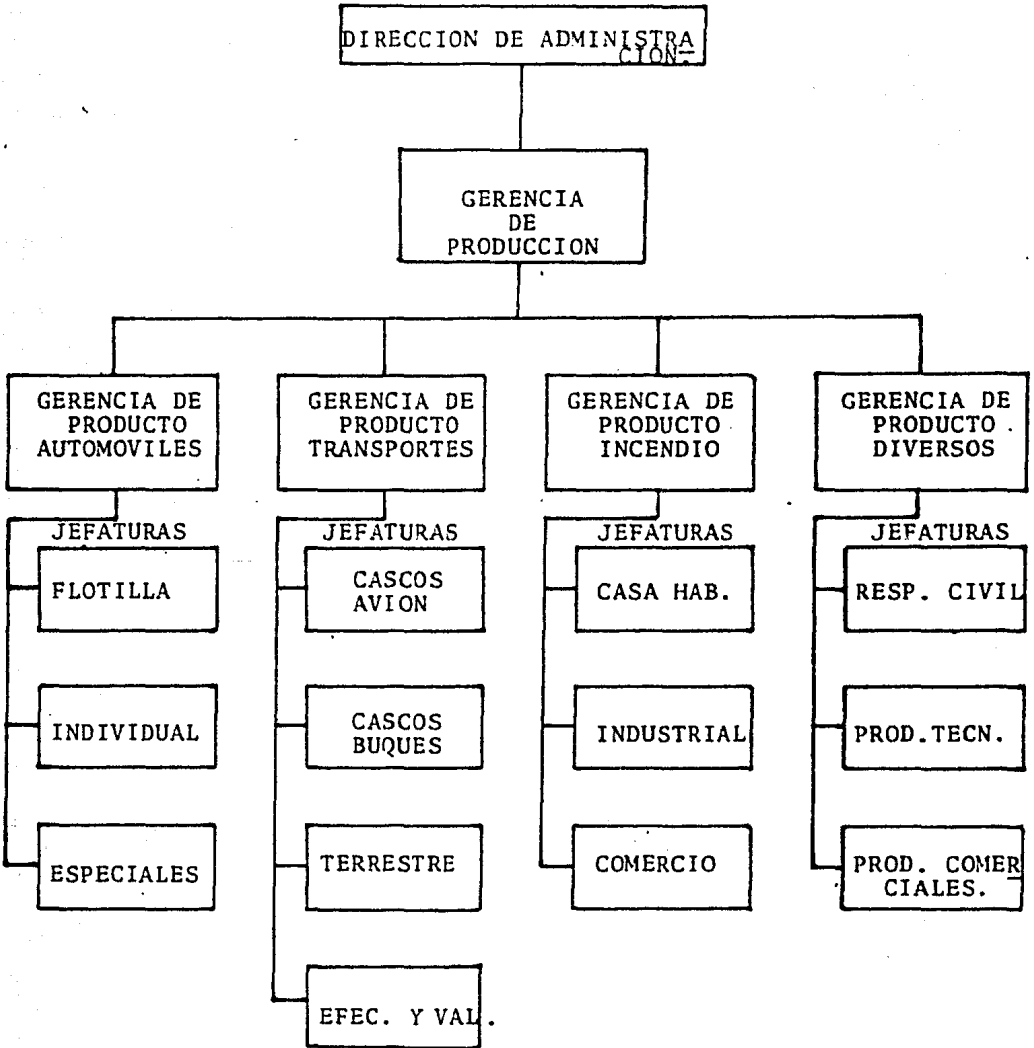 DIRECCION DE ADMINISTRA
CION.
GERENCIA
DE
PRODUCCION
GERENCIA DE
PRODUCTO
AUTOMOVILES
GERENCIA DE
PRODUCTO
TRANSPORTES
GERENCIA DE
PRODUCTO
INCENDIO
GERENCIA DE
PRODUCTO
DIVERSOS
JEFATURAS
FLOTILLA
INDIVIDUAL
ESPECIALES
JEFATURAS
CASCOS
AVION
CASCOS
BUQUES
TERRESTRE
EFEC. Y VAL.
JEFATURAS
CASA HAB.
INDUSTRIAL
COMERCIO
JEFATURAS
RESP. CIVIL
PROD.TECN.
PROD. COMER
CIALES.